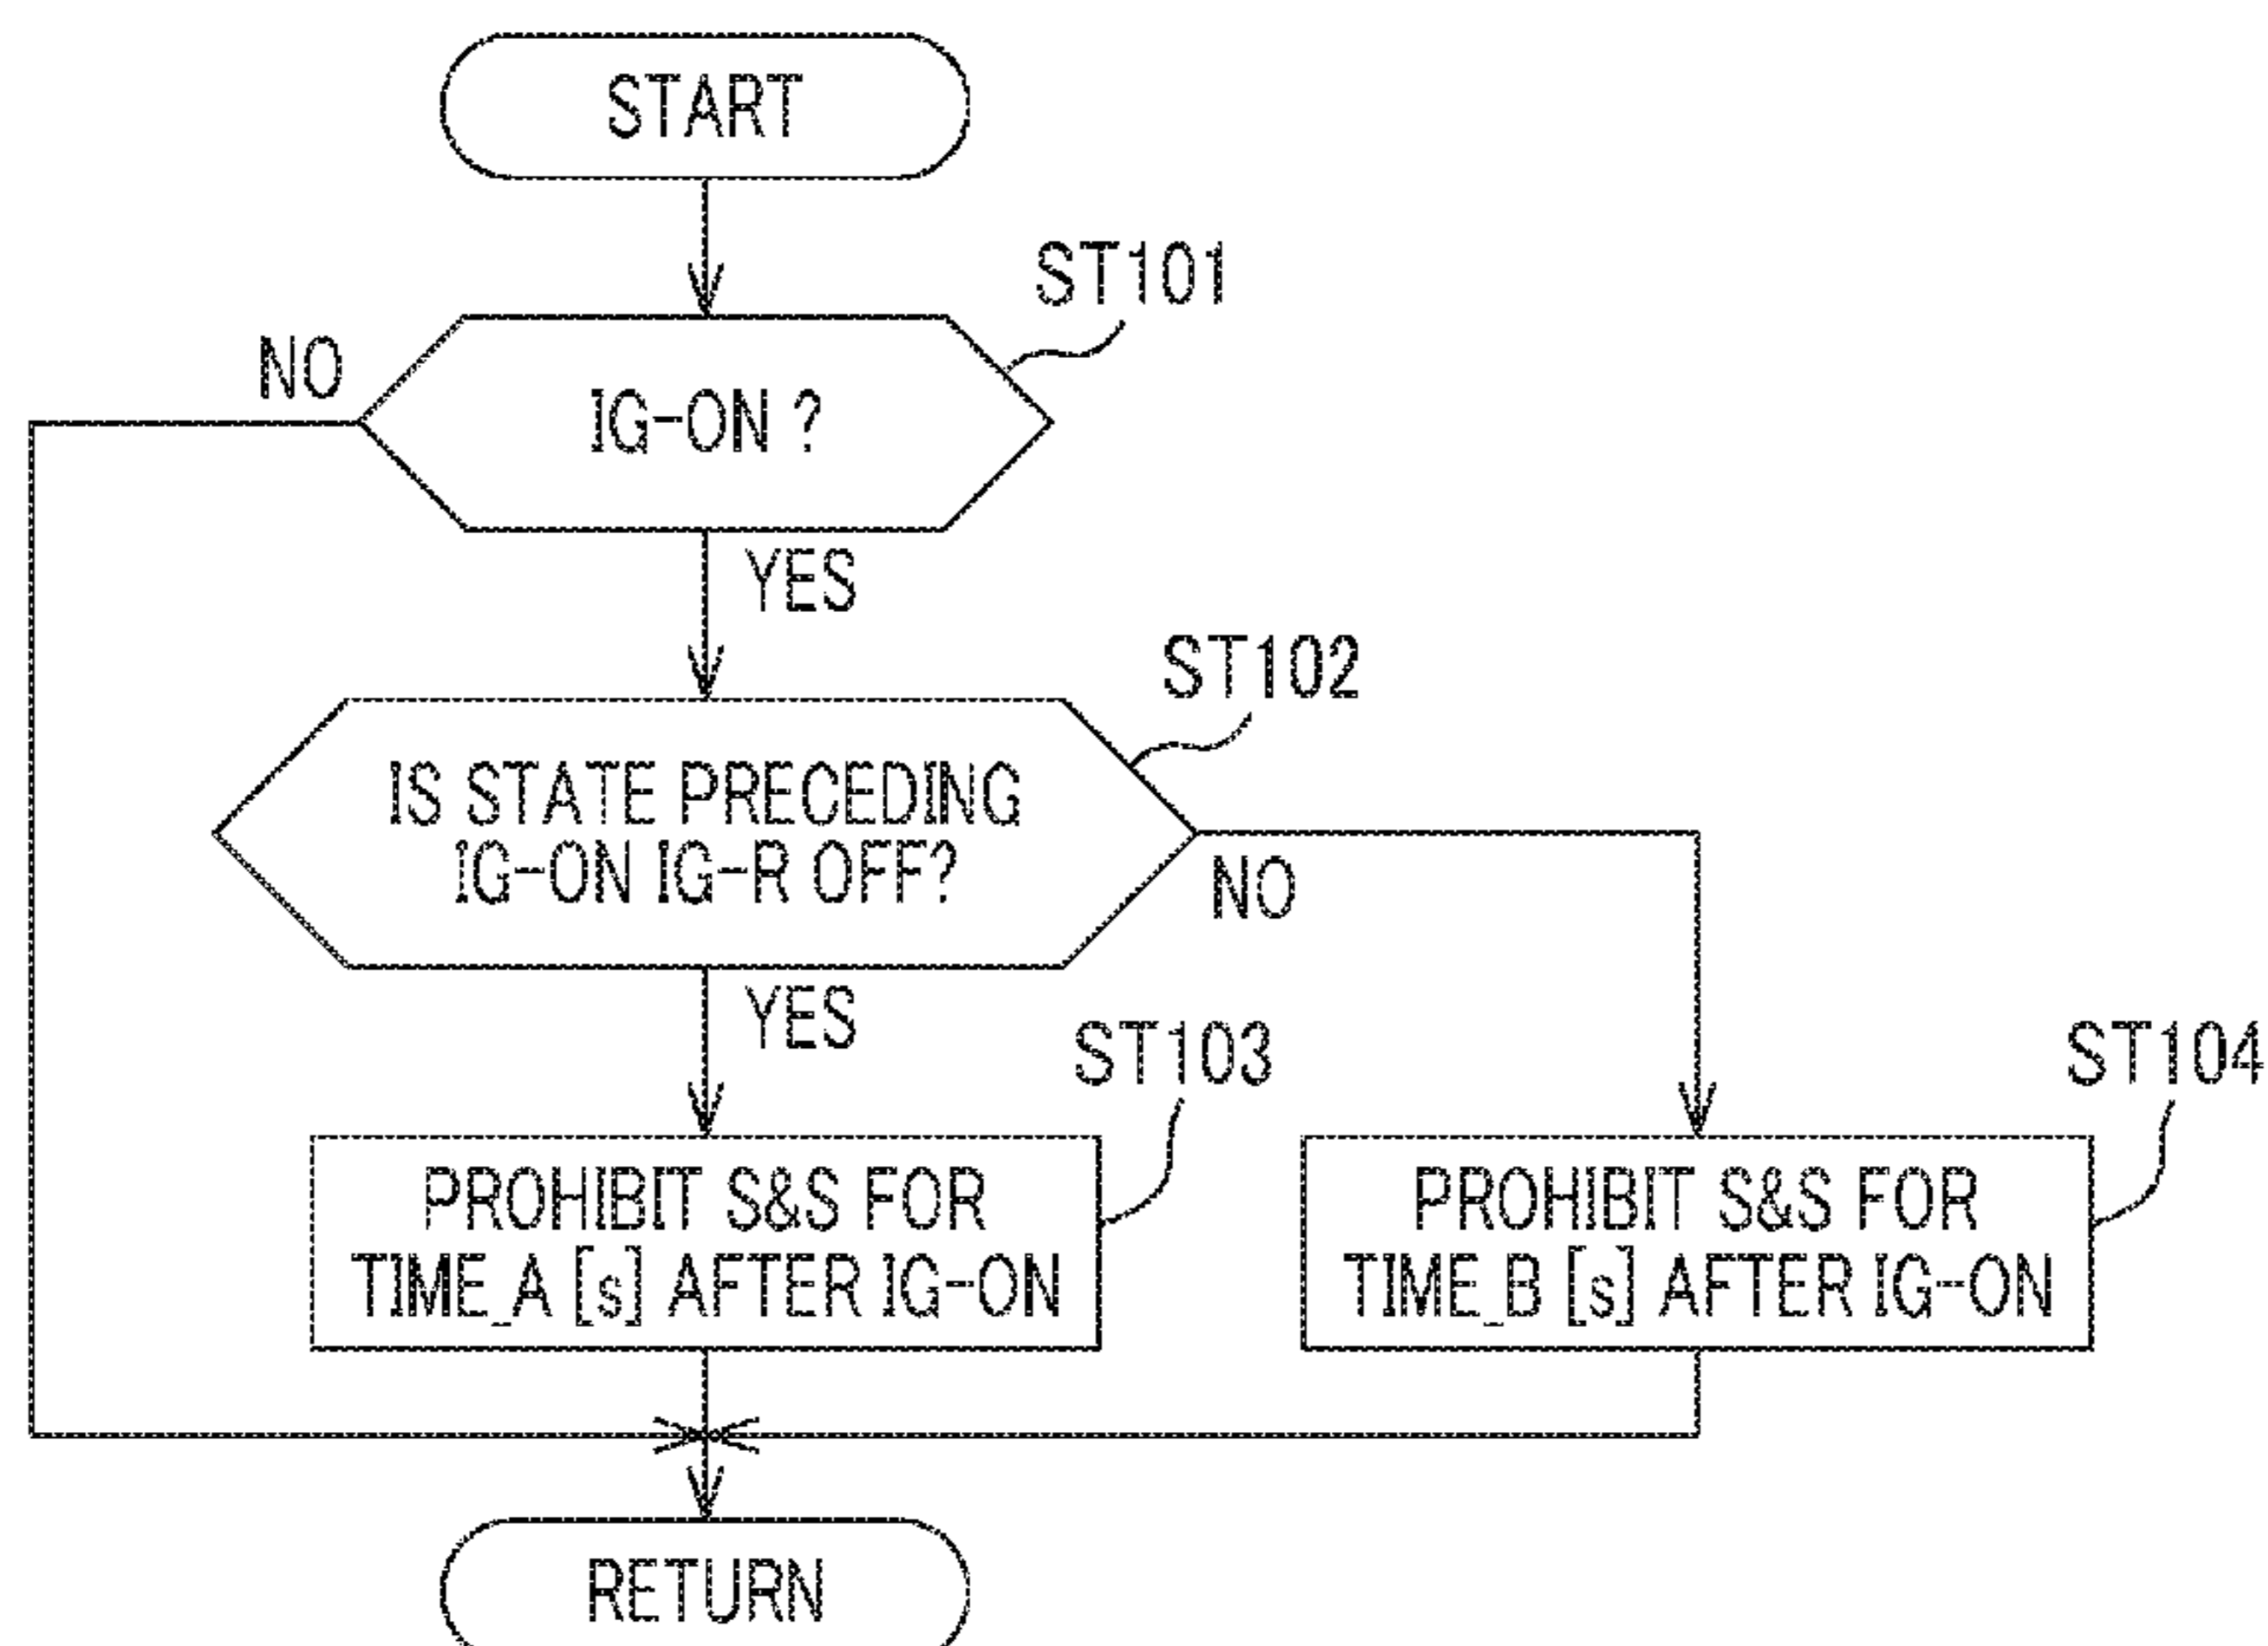 START
ST101
NO
IG-ON ?
YES
ST102
IS STATE PRECEDING
IG-ON IG-R OFF?
NO
YES
ST103
ST104
PROHIBIT S&S FOR
TIME_A [s] AFTER IG-ON
PROHIBIT S&S FOR
TIME_B [s] AFTER IG-ON
RETURN